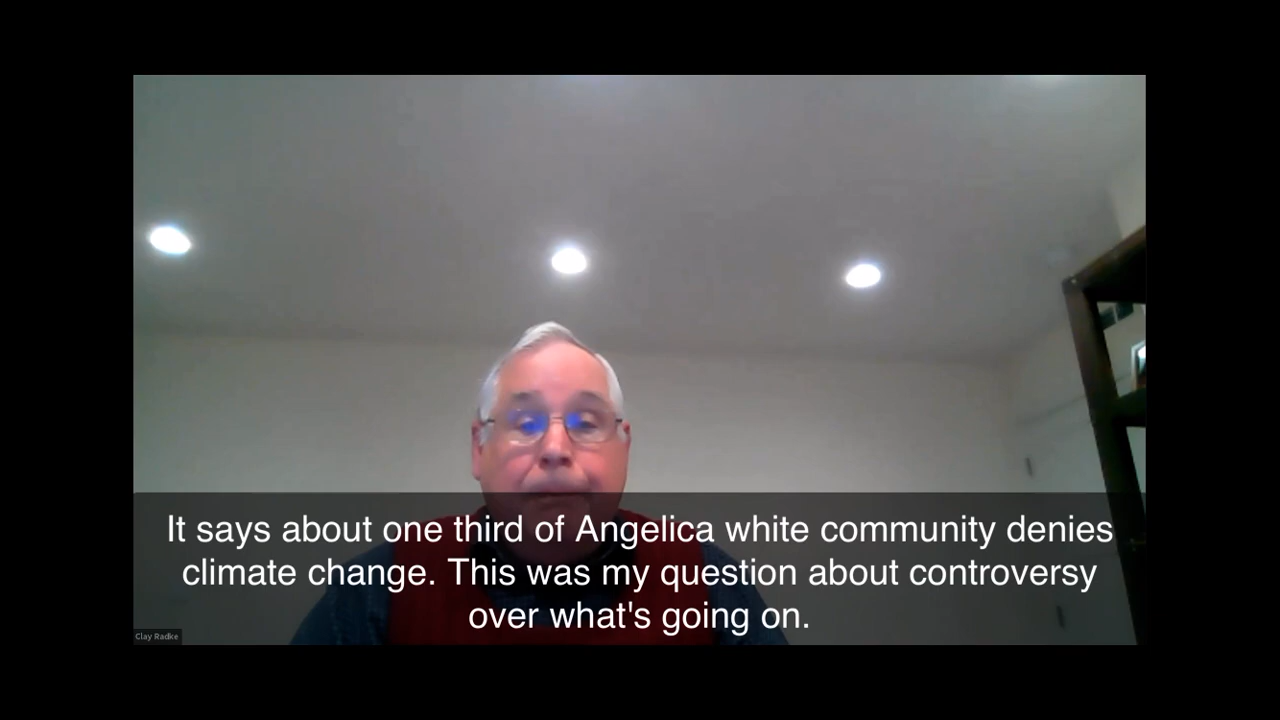 It says about one third of Angelica white community denies
climate change. This was my question about controversy
over what's going on.
Clay Radke